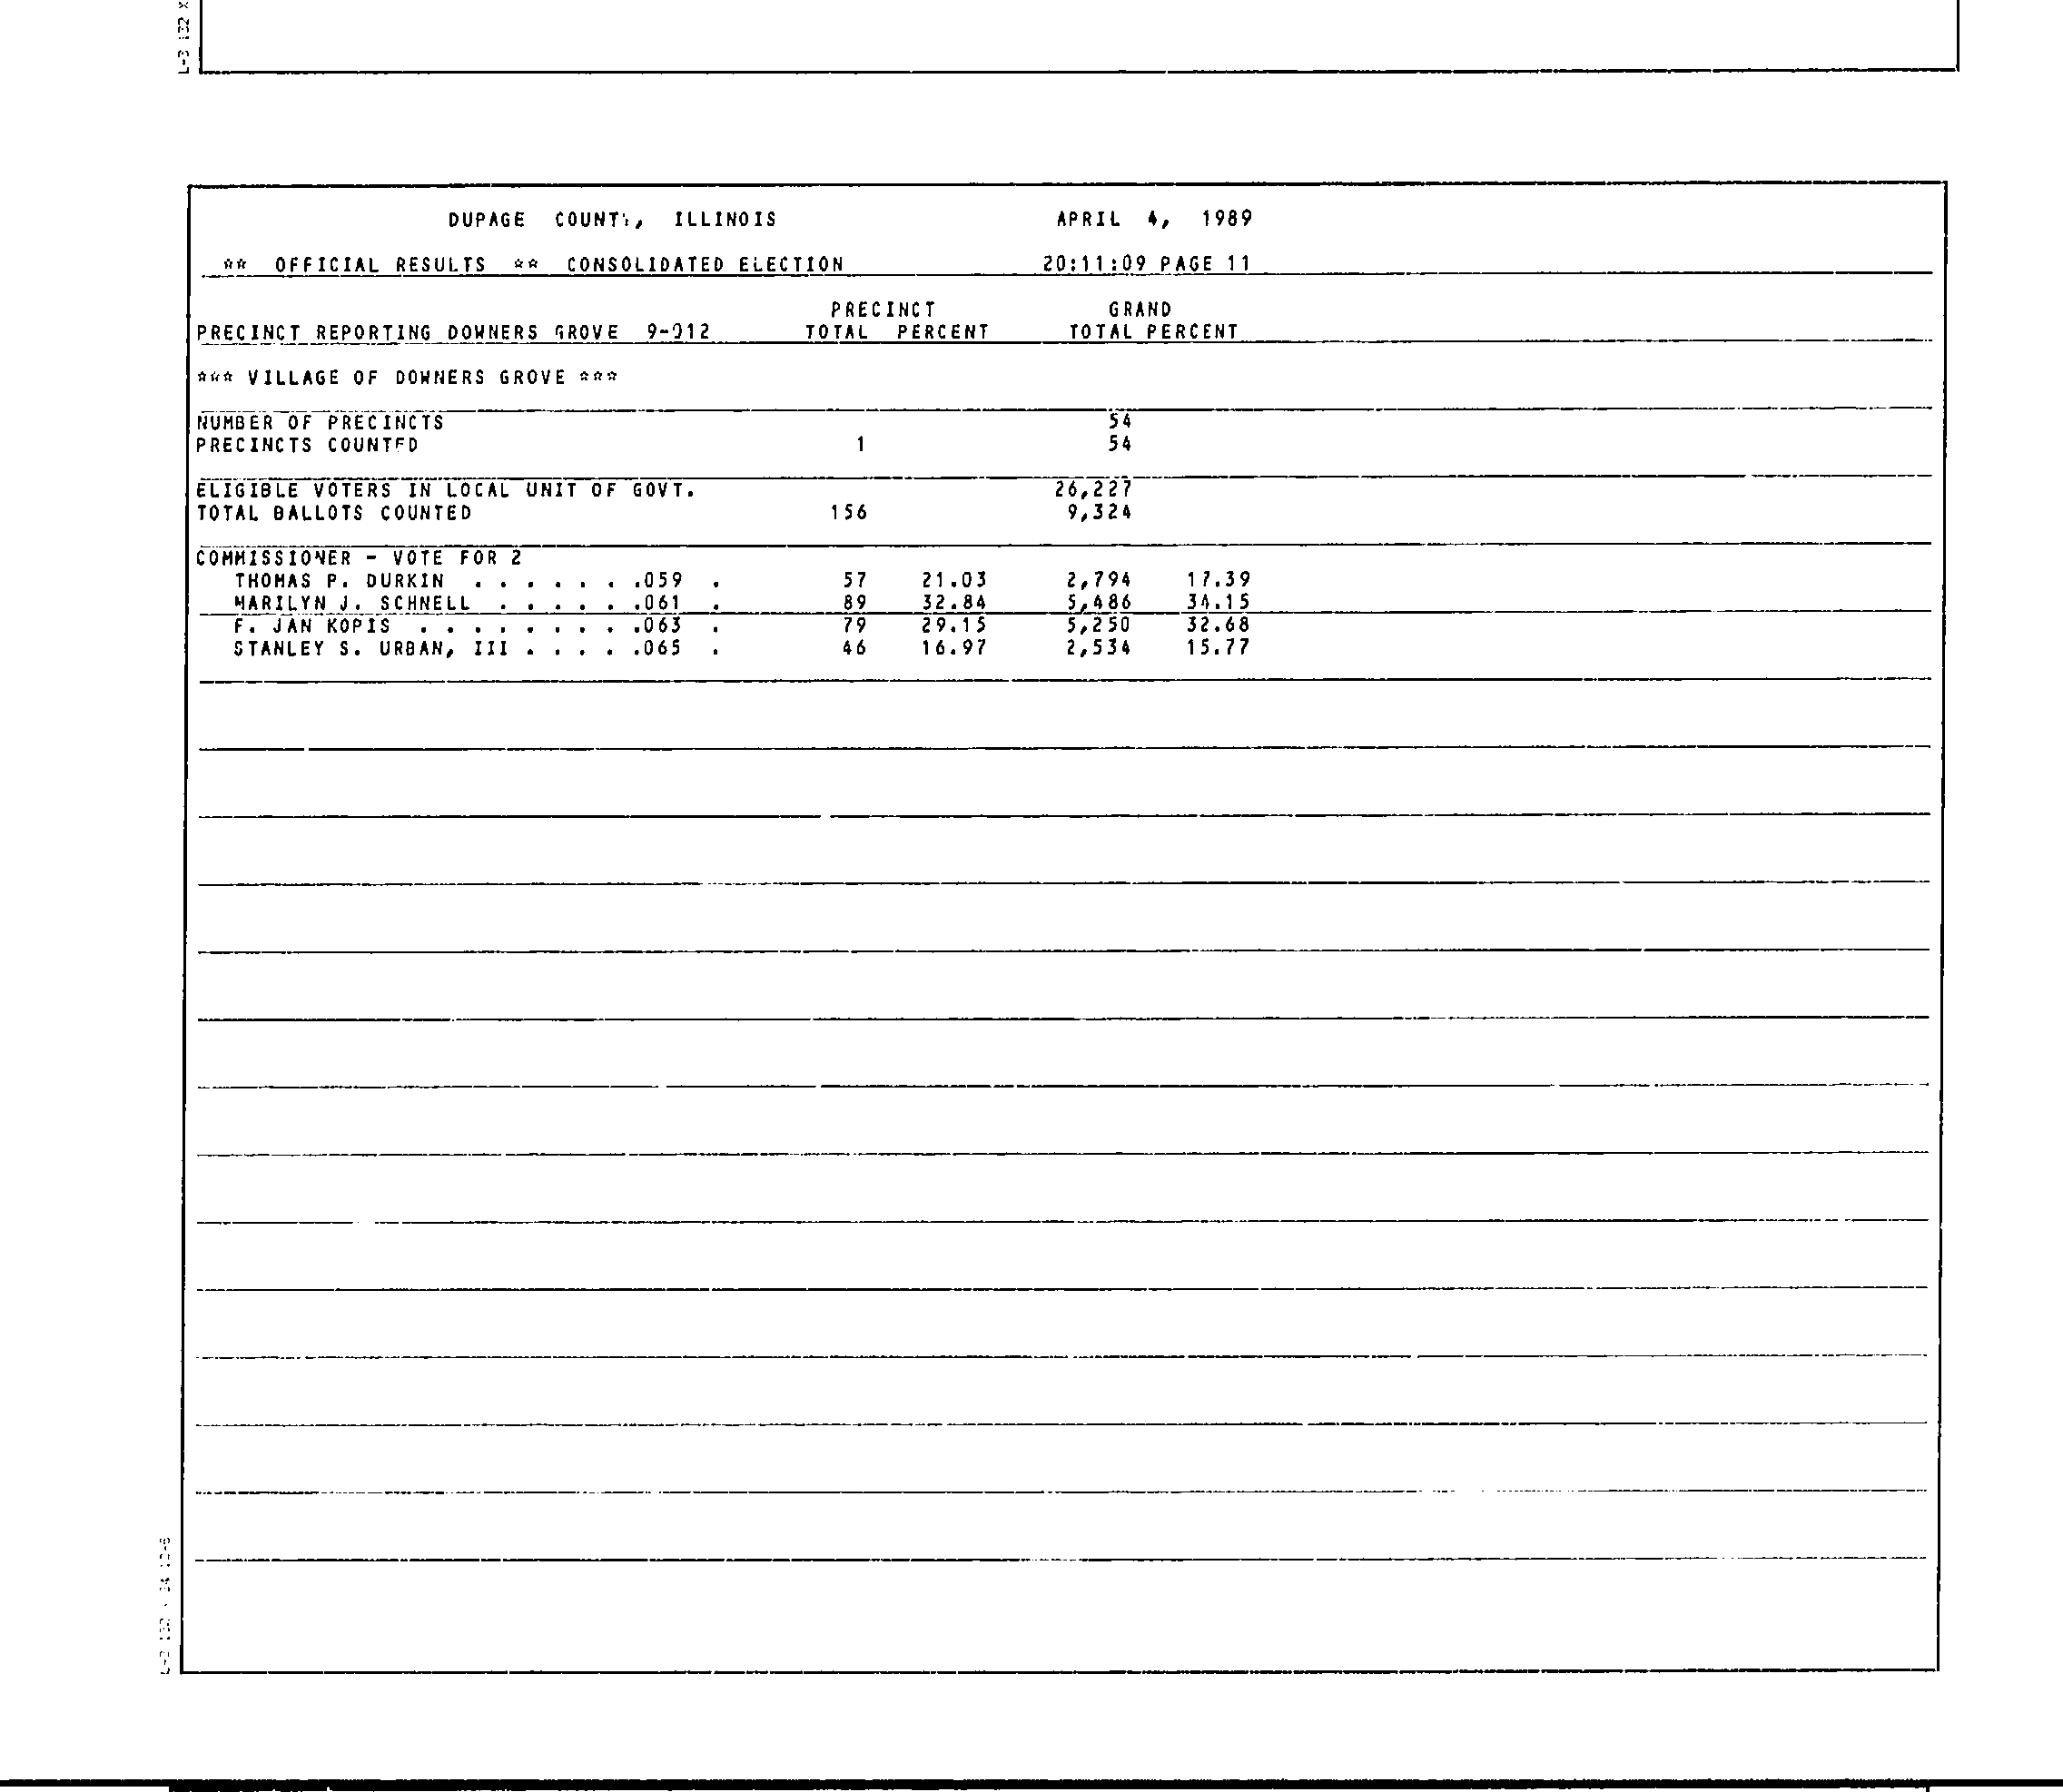 L-3 132 X
DUPAGE COUNTY, ILLINOIS APRIL 4, 1989
** OFFICIAL RESULTS ** CONSOLIDATED ELECTION 20:11:09 PAGE 11
PRECINCT GRAND
PRECINCT REPORTING DOWNERS GROVE 9-012 TOTAL PERCENT TOTAL PERCENT
*** VILLAGE OF DOWNERS GROVE ***
NUMBER OF PRECINCTS 54
PRECINCTS COUNTED 1 54
ELIGIBLE VOTERS IN LOCAL UNIT OF GOVT. 26,227
TOTAL BALLOTS COUNTED 156 9,324
COMMISSIONER - VOTE FOR 2
THOMAS P. DURKIN . . . . . . .059 . 57 21.03 2,794 17.39
MARILYN J. SCHNELL . . . . . .061 . 89 32.84 5,486 34.15
F. JAN KOPIS . . . . . . . . .063 . 79 29.15 5,250 32.68
STANLEY S. URBAN, III . . . . .065 . 46 16.97 2,534 15.77